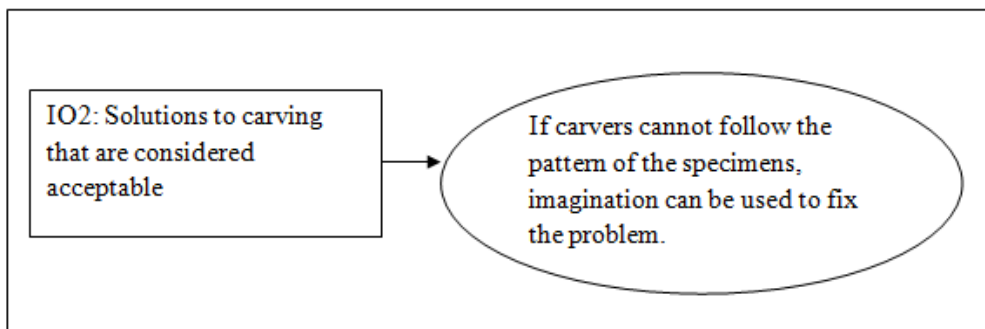 IO2: Solutions to carving
that are considered
acceptable
If carvers cannot follow the
pattern of the specimens,
imagination can be used to fix
the problem.